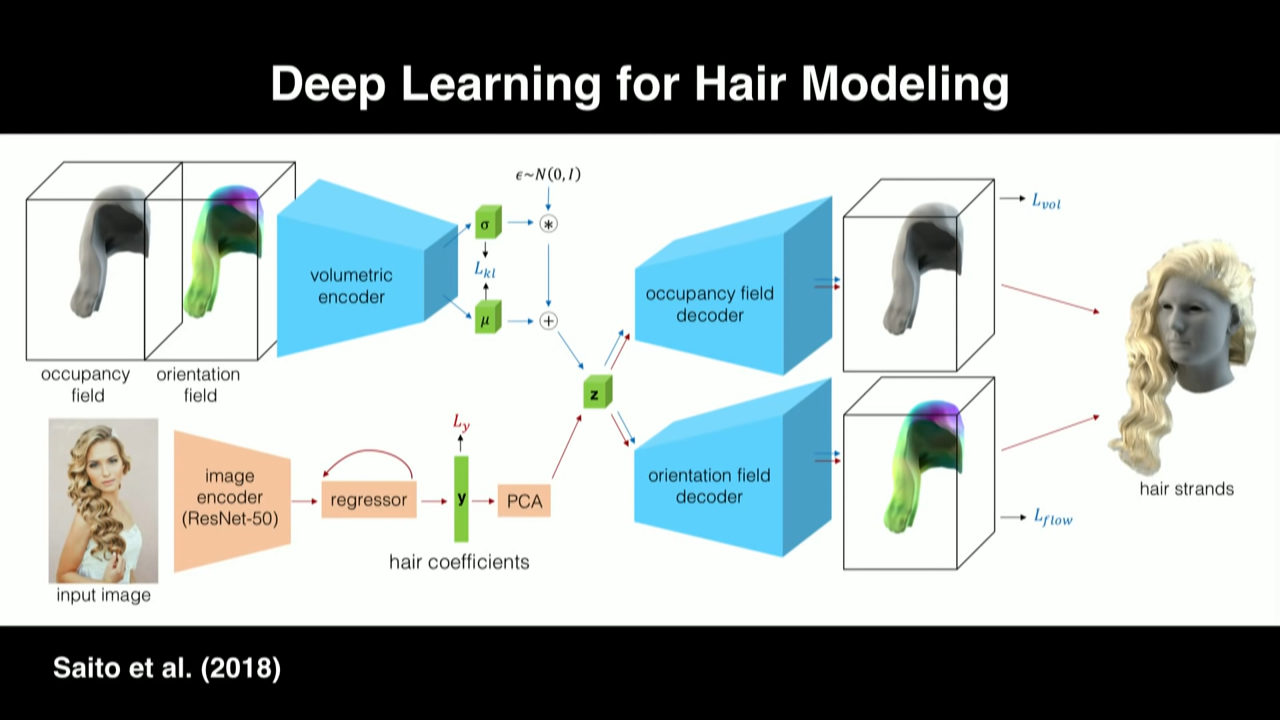 Deep Learning for Hair Modeling
ϵ~N(0,I)
σ
*
L_kl
μ
+
volumetric
encoder
occupancy
field
orientation
field
z
occupancy field
decoder
orientation field
decoder
L_vol
L_flow
hair strands
input image
image
encoder
(ResNet-50)
regressor
L_y
y
PCA
hair coefficients
Saito et al. (2018)